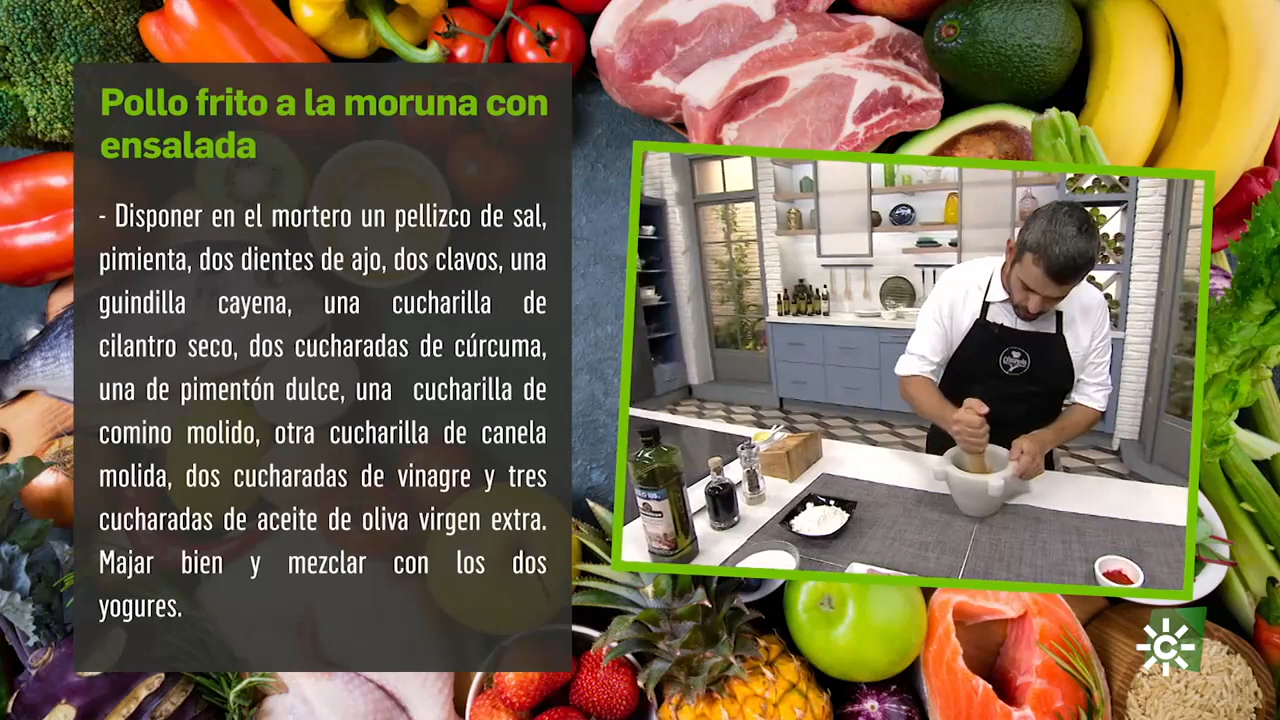 Pollo frito a la moruna con
ensalada
- Disponer en el mortero un pellizco de sal,
pimienta, dos dientes de ajo, dos clavos, una
guindilla cayena, una cucharilla de
cilantro seco, dos cucharadas de cúrcuma,
una de pimentón dulce, una cucharilla de
comino molido, otra cucharilla de canela
molida, dos cucharadas de vinagre y tres
cucharadas de aceite de oliva virgen extra.
Majar bien y mezclar con los dos
yogures.